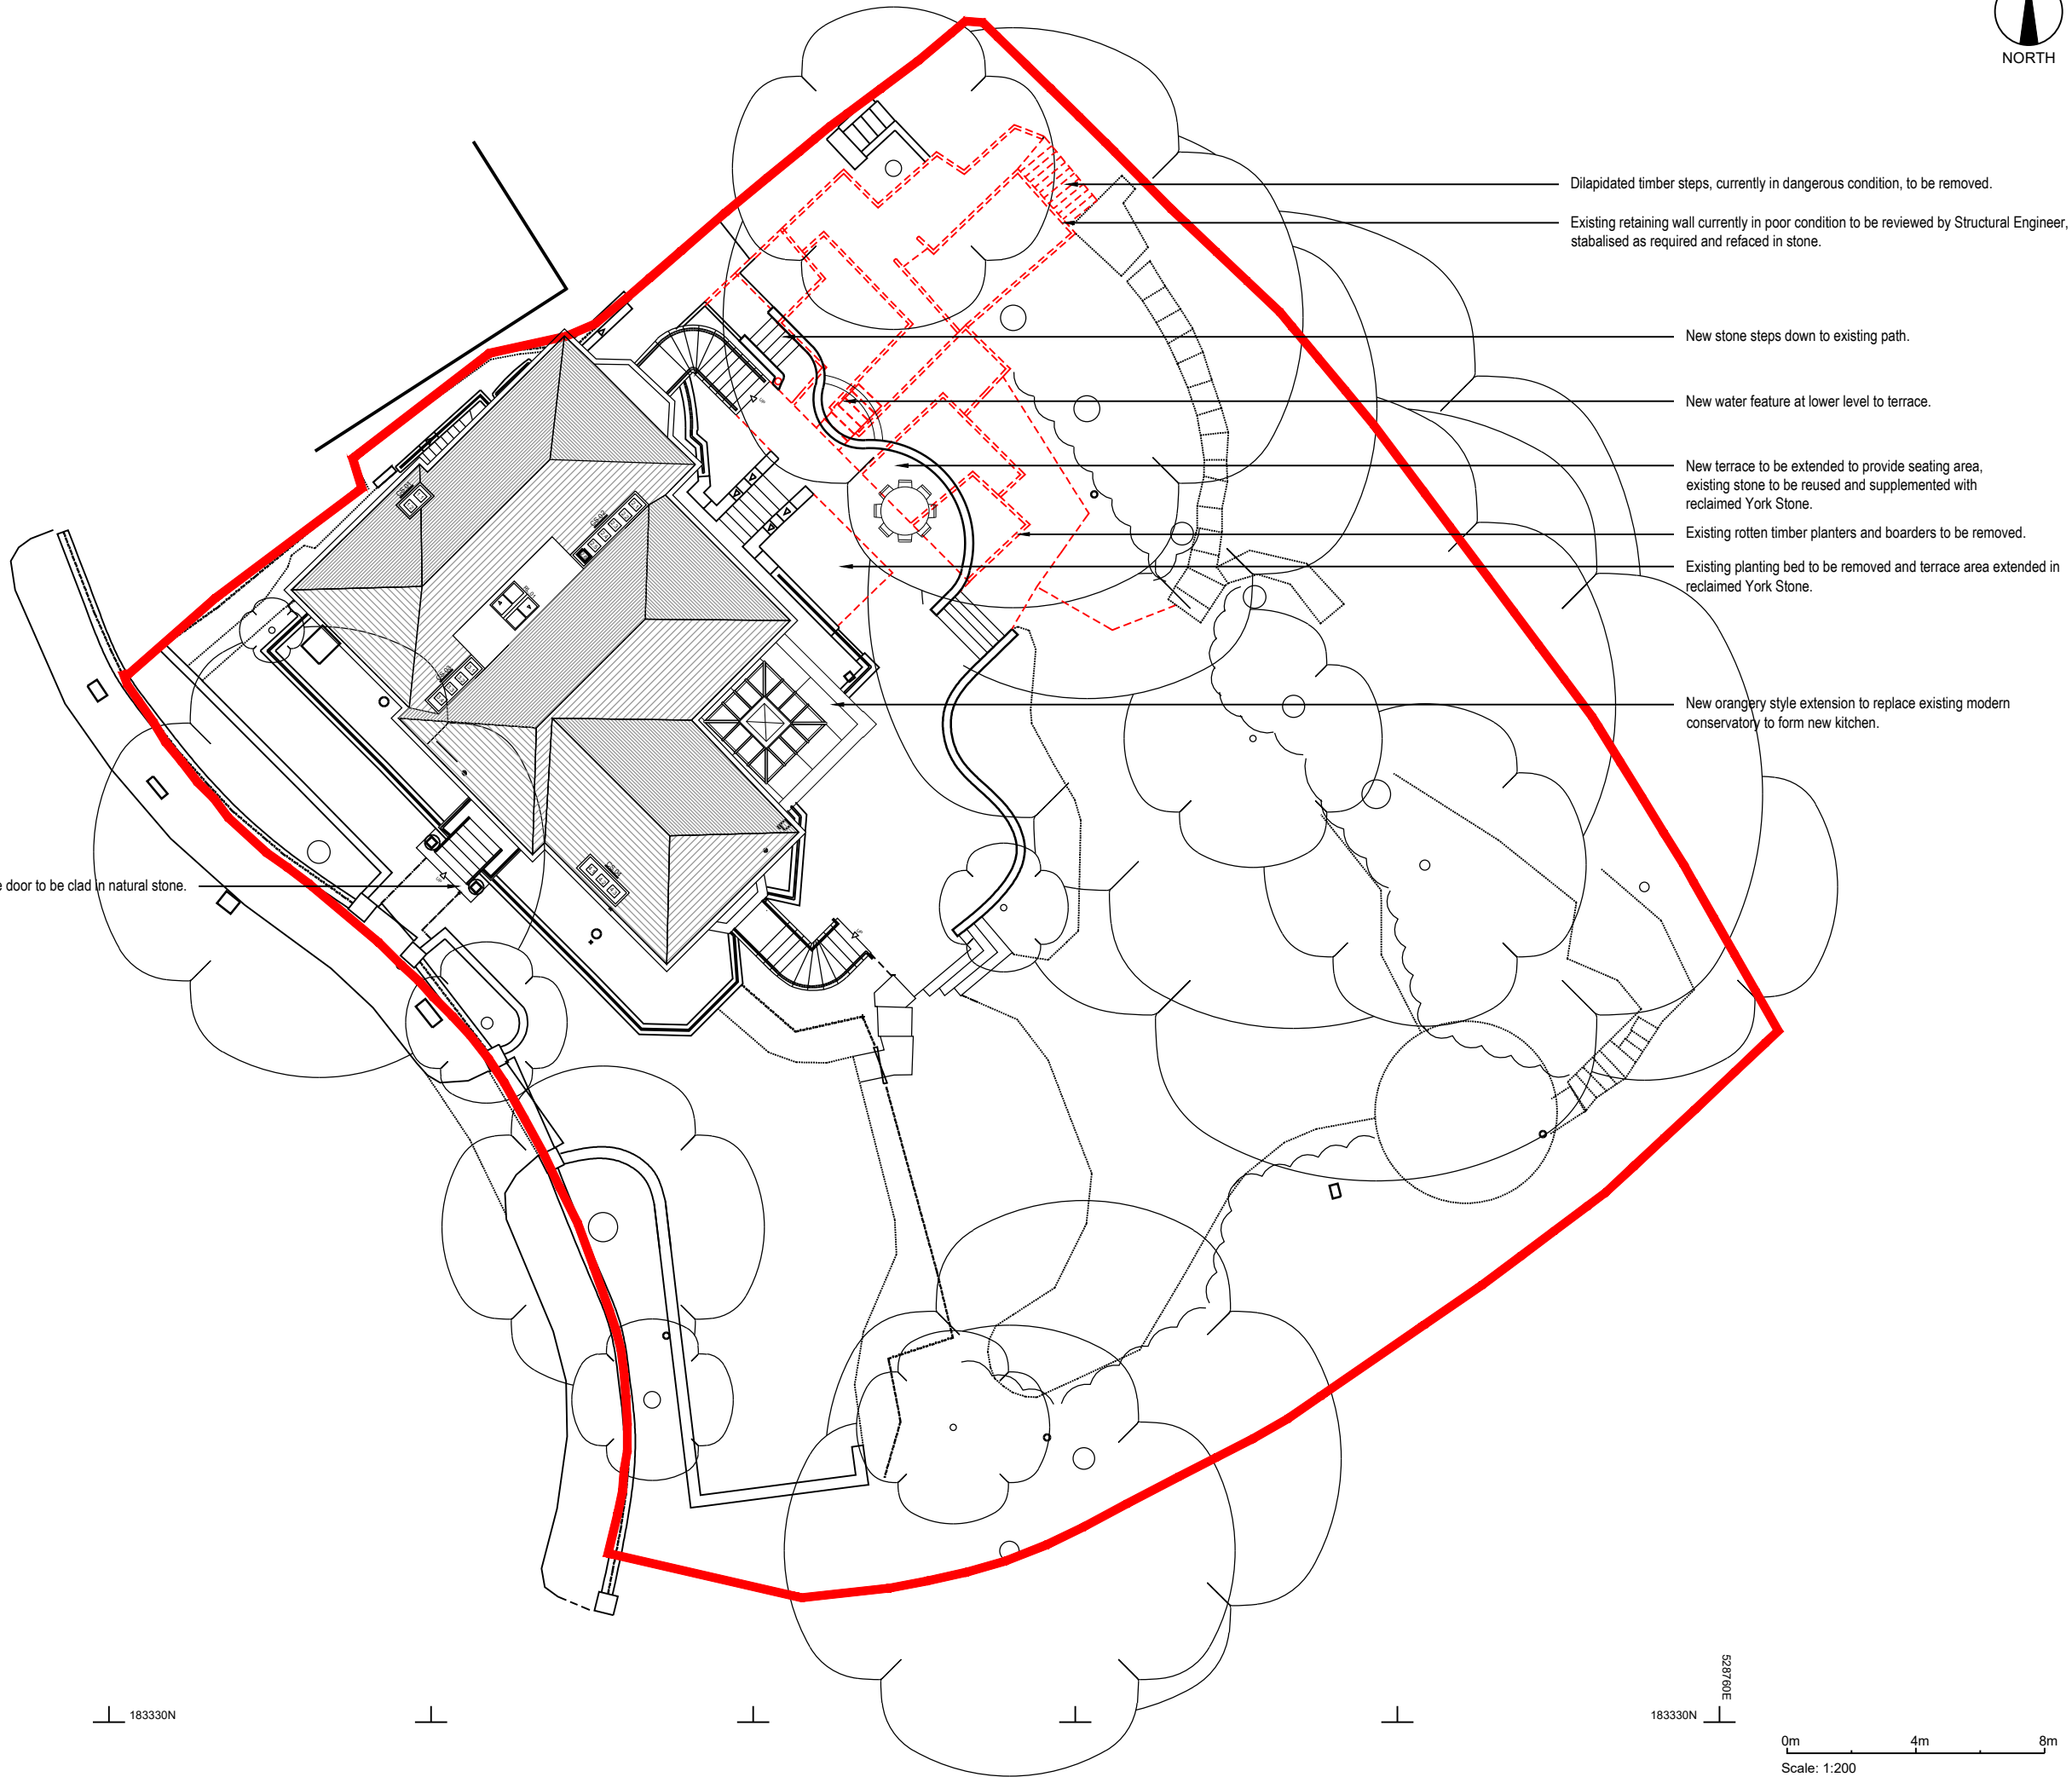 NORTH
Dilapidated timber steps, currently in dangerous condition, to be removed.
Existing retaining wall currently in poor condition to be reviewed by Structural Engineer,
stabalised as required and refaced in stone.
New stone steps down to existing path.
New water feature at lower level to terrace.
New terrace to be extended to provide seating area,
existing stone to be reused and supplemented with
reclaimed York Stone.
Existing rotten timber planters and boarders to be removed.
Existing planting bed to be removed and terrace area extended in
reclaimed York Stone.
New orangery style extension to replace existing modern
conservatory to form new kitchen.
door to be clad in natural stone.
528760E
183330N
183330N
0m 4m 8m
Scale: 1:200